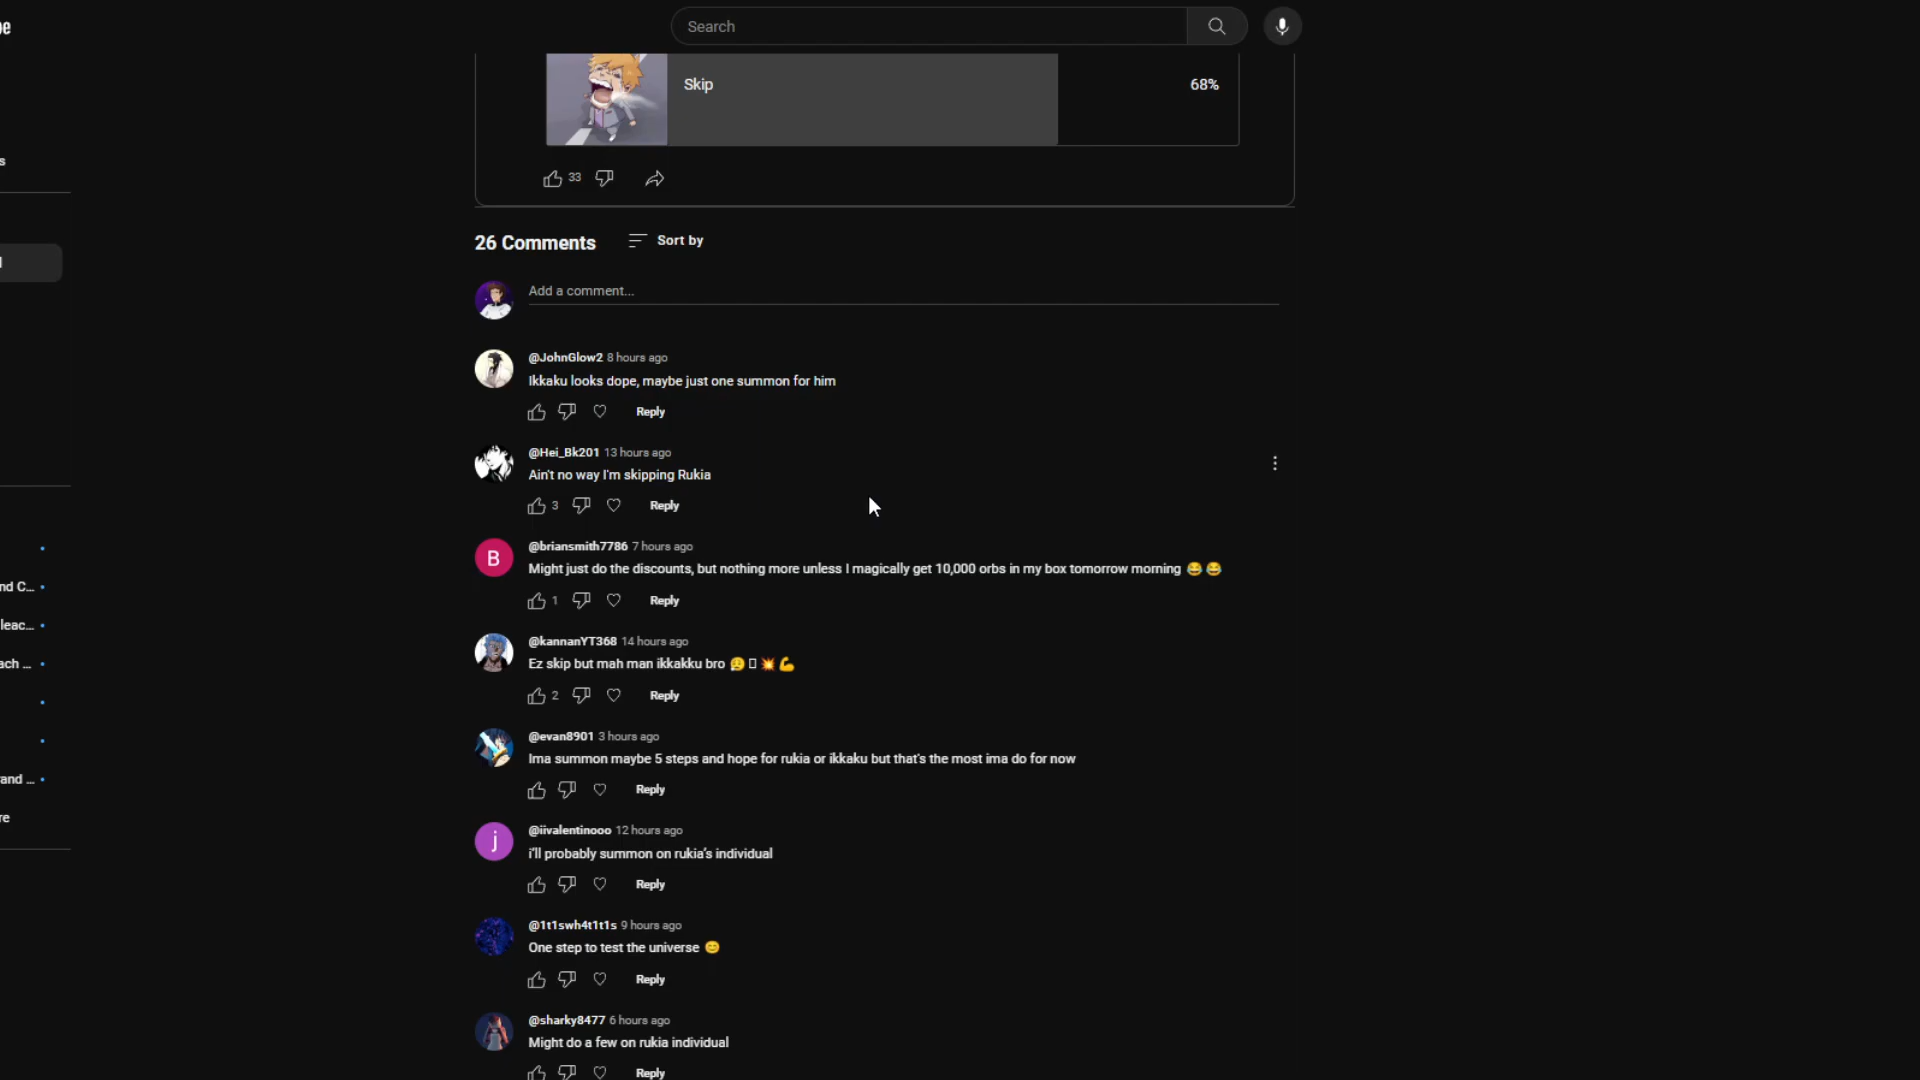 Search
Skip
68%
s
33
26 Comments
Sort by
Add a comment...
@JohnGlow2 8 hours ago
Ikkaku looks dope, maybe just one summon for him
Reply
@Hei_Bk201 13 hours ago
Ain't no way I'm skipping Rukia
3
Reply
B
@briansmith7786 7 hours ago
Might just do the discounts, but nothing more unless I magically get 10,000 orbs in my box tomorrow morning 😂😂
1
Reply
nd C...
leac...
@kannanYT368 14 hours ago
Ez skip but mah man ikkakku bro 😮‍💨 ▯ 💥 💪
ach ...
2
Reply
@evan8901 3 hours ago
Ima summon maybe 5 steps and hope for rukia or ikkaku but that's the most ima do for now
and ...
Reply
re
j
@iivalentinooo 12 hours ago
i'll probably summon on rukia's individual
Reply
@1t1swh4t1t1s 9 hours ago
One step to test the universe 😊
Reply
@sharky8477 6 hours ago
Might do a few on rukia individual
Reply